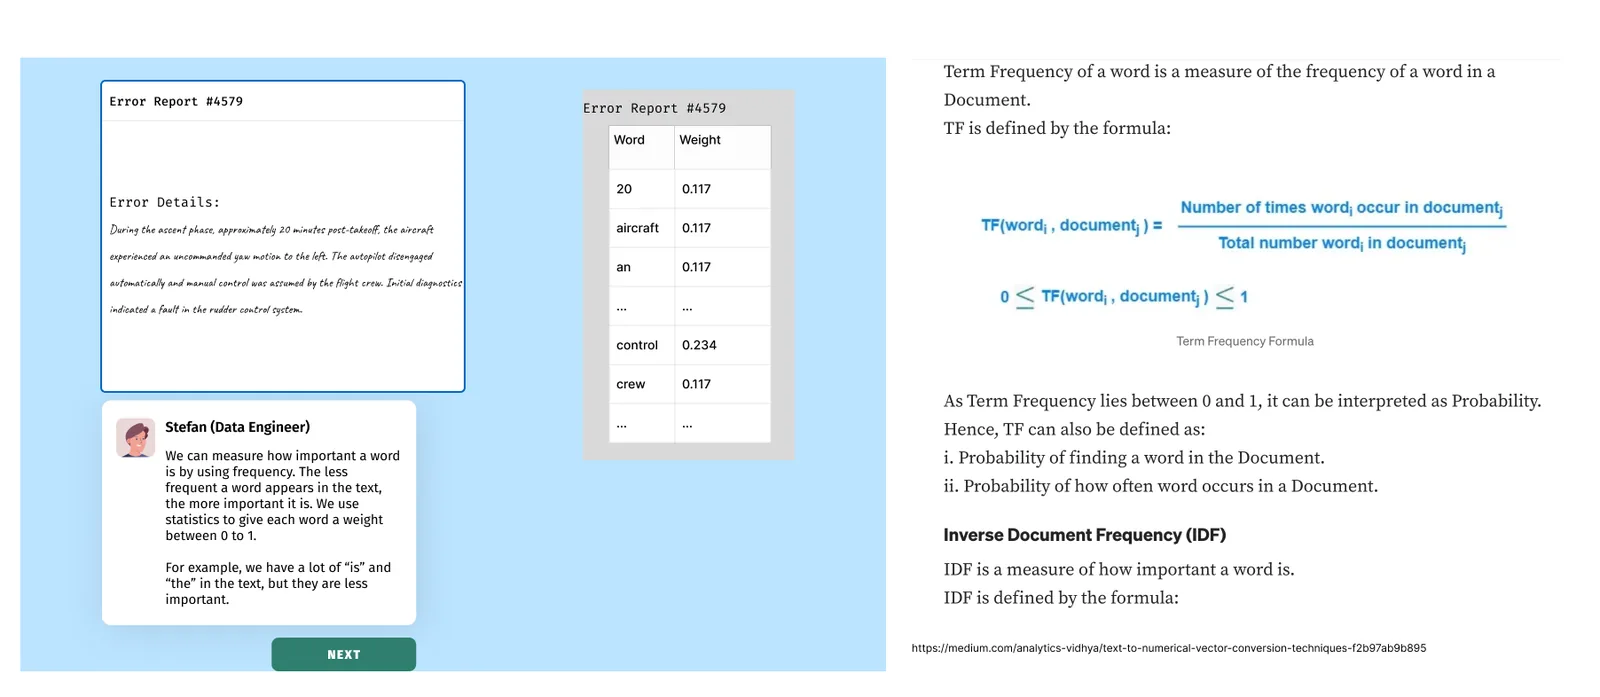 Error Report #4579
Error Details:
During the ascent phase, approximately 20 minutes post-takeoff, the aircraft
experienced an uncommanded yaw motion to the left. The autopilot disengaged
automatically and manual control was assumed by the flight crew. Initial diagnostics
indicated a fault in the rudder control system.
Stefan (Data Engineer)
We can measure how important a word
is by using frequency. The less
frequent a word appears in the text,
the more important it is. We use
statistics to give each word a weight
between 0 to 1.
For example, we have a lot of “is” and
“the” in the text, but they are less
important.
NEXT
Error Report #4579
Word Weight
20 0.117
aircraft 0.117
an 0.117
... ...
control 0.234
crew 0.117
... ...
Term Frequency of a word is a measure of the frequency of a word in a
Document.
TF is defined by the formula:
TF(wordi , documentj ) = Number of times wordi occur in documentj
Total number wordi in documentj
0 ≤ TF(wordi , documentj ) ≤ 1
Term Frequency Formula
As Term Frequency lies between 0 and 1, it can be interpreted as Probability.
Hence, TF can also be defined as:
i. Probability of finding a word in the Document.
ii. Probability of how often word occurs in a Document.
Inverse Document Frequency (IDF)
IDF is a measure of how important a word is.
IDF is defined by the formula:
https://medium.com/analytics-vidhya/text-to-numerical-vector-conversion-techniques-f2b97ab9b895